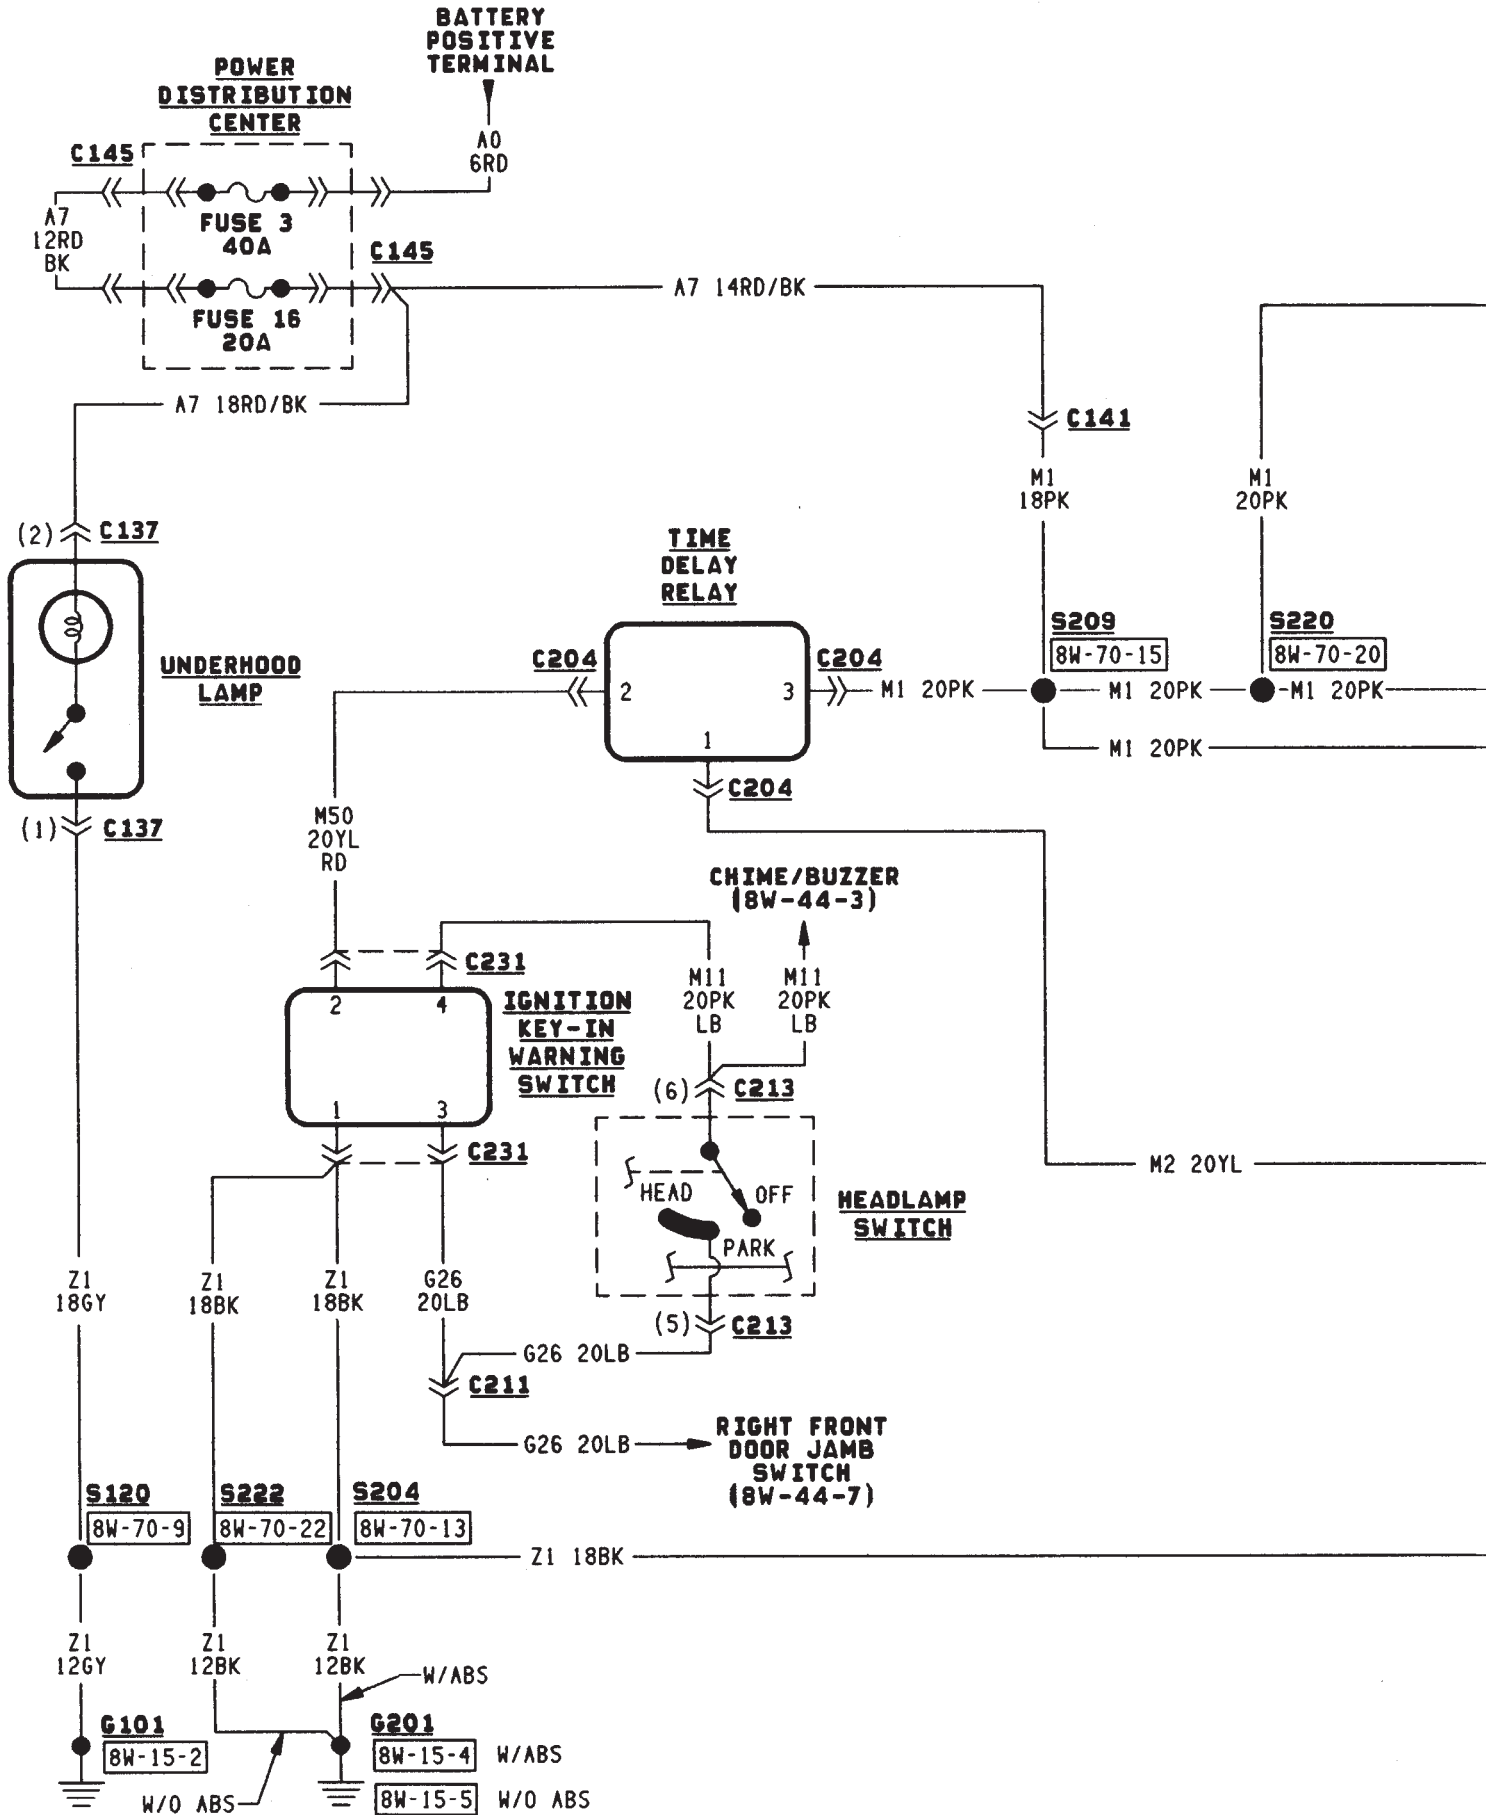 BATTERY
POSITIVE
TERMINAL
POWER
DISTRIBUTION
CENTER
A0
6RD
C145
FUSE 3
40A
A7
12RD
BK
C145
FUSE 16
20A
A7 14RD/BK
A7 18RD/BK
C141
M1
18PK
M1
20PK
(2)
C137
TIME
DELAY
RELAY
S209
8W-70-15
S220
8W-70-20
UNDERHOOD
LAMP
C204
2
3
C204
M1 20PK
M1 20PK
M1 20PK
1
M1 20PK
C204
(1)
C137
M50
20YL
RD
CHIME/BUZZER
(8W-44-3)
C231
M11
20PK
LB
M11
20PK
LB
2
4
IGNITION
KEY-IN
WARNING
SWITCH
(6)
C213
1
3
C231
M2 20YL
HEAD
OFF
PARK
HEADLAMP
SWITCH
Z1
18GY
Z1
18BK
Z1
18BK
G26
20LB
(5)
C213
G26 20LB
C211
G26 20LB
RIGHT FRONT
DOOR JAMB
SWITCH
(8W-44-7)
S120
8W-70-9
S222
8W-70-22
S204
8W-70-13
Z1 18BK
Z1
12GY
Z1
12BK
Z1
12BK
W/ABS
G101
8W-15-2
G201
8W-15-4 W/ABS
W/O ABS
8W-15-5 W/O ABS